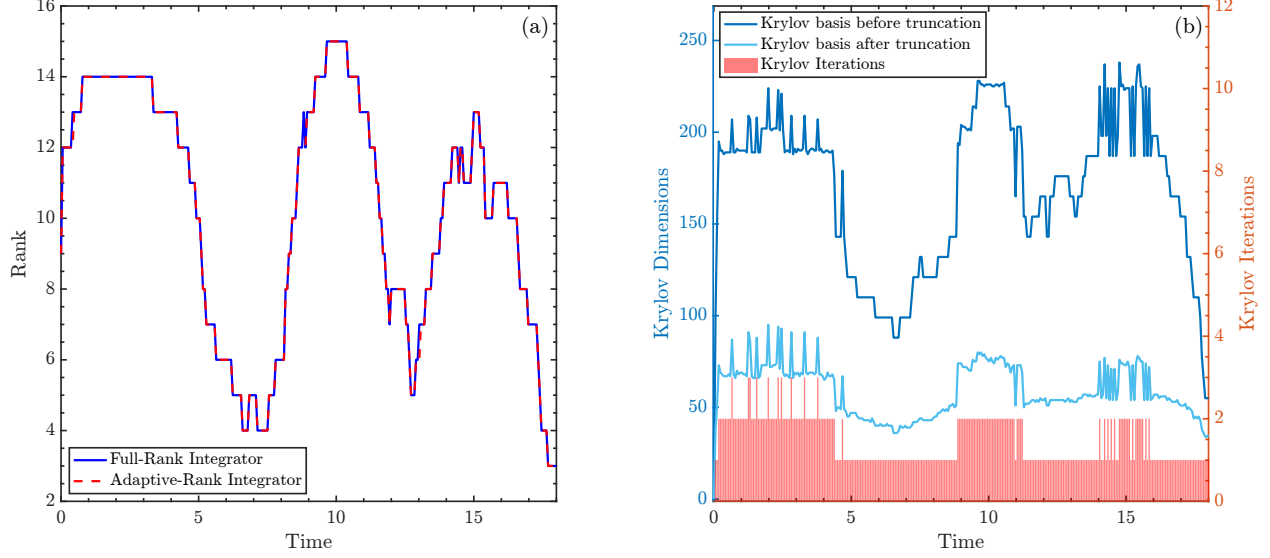 (a)
16
14
12
10
8
6
4
2
Rank
Full-Rank Integrator
Adaptive-Rank Integrator
0
5
10
15
Time
(b)
Krylov basis before truncation
Krylov basis after truncation
Krylov Iterations
250
200
150
100
50
0
Krylov Dimensions
12
10
8
6
4
2
0
Krylov Iterations
0
5
10
15
Time